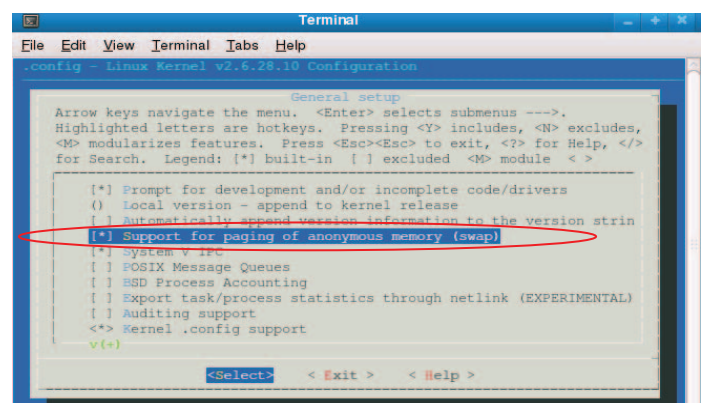 Terminal
File Edit View Terminal Tabs Help
.config - Linux Kernel v2.6.28.10 Configuration
General setup
Arrow keys navigate the menu. <Enter> selects submenus --->.
Highlighted letters are hotkeys. Pressing <Y> includes, <N> excludes,
<M> modularizes features. Press <Esc><Esc> to exit, <?> for Help, </>
for Search. Legend: [*] built-in [ ] excluded <M> module < >
[*] Prompt for development and/or incomplete code/drivers
() Local version - append to kernel release
[ ] Automatically append version information to the version strin
[*] Support for paging of anonymous memory (swap)
[*] System V IPC
[ ] POSIX Message Queues
[ ] BSD Process Accounting
[ ] Export task/process statistics through netlink (EXPERIMENTAL)
[ ] Auditing support
<*> Kernel .config support
v(+)
<Select> < Exit > < Help >